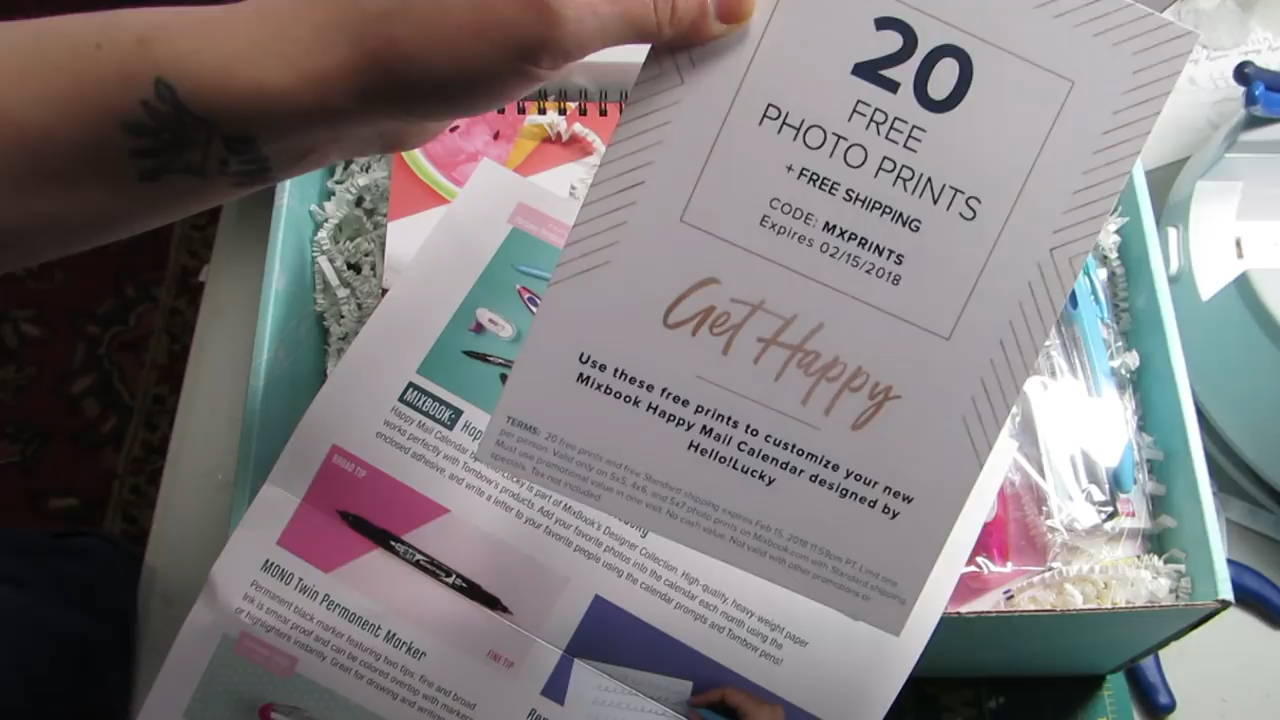 20
FREE
PHOTO PRINTS
+ FREE SHIPPING
CODE: MXPRINTS
Expires 02/15/2018
Get Happy
Use these free prints to customize your new
Mixbook Happy Mail Calendar designed by
Hello!Lucky
TERMS: 20 free prints and free Standard shipping expires Feb 15, 2018 11:59pm PT. Limit one
per person. Valid only on 5x5, 4x6, and 5x7 photo prints on Mixbook.com with Standard shipping.
Must use promotional value in one visit. No cash value. Not valid with other promotions or
specials. Tax not included.
MIXBOOK:
Happy Mail Calendar by Hello!Lucky is part of MixBook's Designer Collection. High-quality, heavy-weight paper
works perfectly with Tombow's products. Add your favorite photos into the calendar each month using the
enclosed adhesive, and write a letter to your favorite people using the calendar prompts and Tombow pens!
BROAD TIP
FINE TIP
MONO Twin Permanent Marker
Permanent black marker featuring two tips: fine and broad.
Ink is smear proof and can be colored overtop with markers
or highlighters instantly. Great for drawing and writing